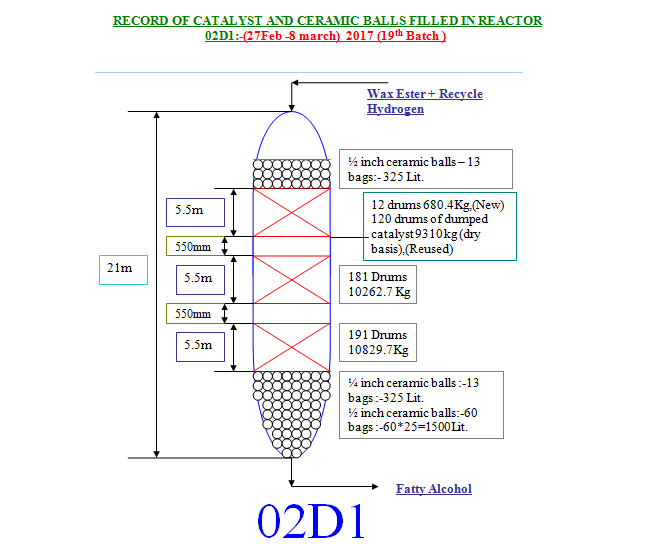 RECORD OF CATALYST AND CERAMIC BALLS FILLED IN REACTOR
02D1:-(27Feb -8 march) 2017 (19th Batch )
Wax Ester + Recycle
Hydrogen
½ inch ceramic balls – 13
bags:- 325 Lit.
5.5m
12 drums 680.4Kg,(New)
120 drums of dumped
catalyst 9310kg (dry
basis),(Reused)
550mm
21m
5.5m
181 Drums
10262.7 Kg
550mm
5.5m
191 Drums
10829.7Kg
¼ inch ceramic balls :-13
bags :-325 Lit.
½ inch ceramic balls:-60
bags :-60*25=1500Lit.
Fatty Alcohol
02D1